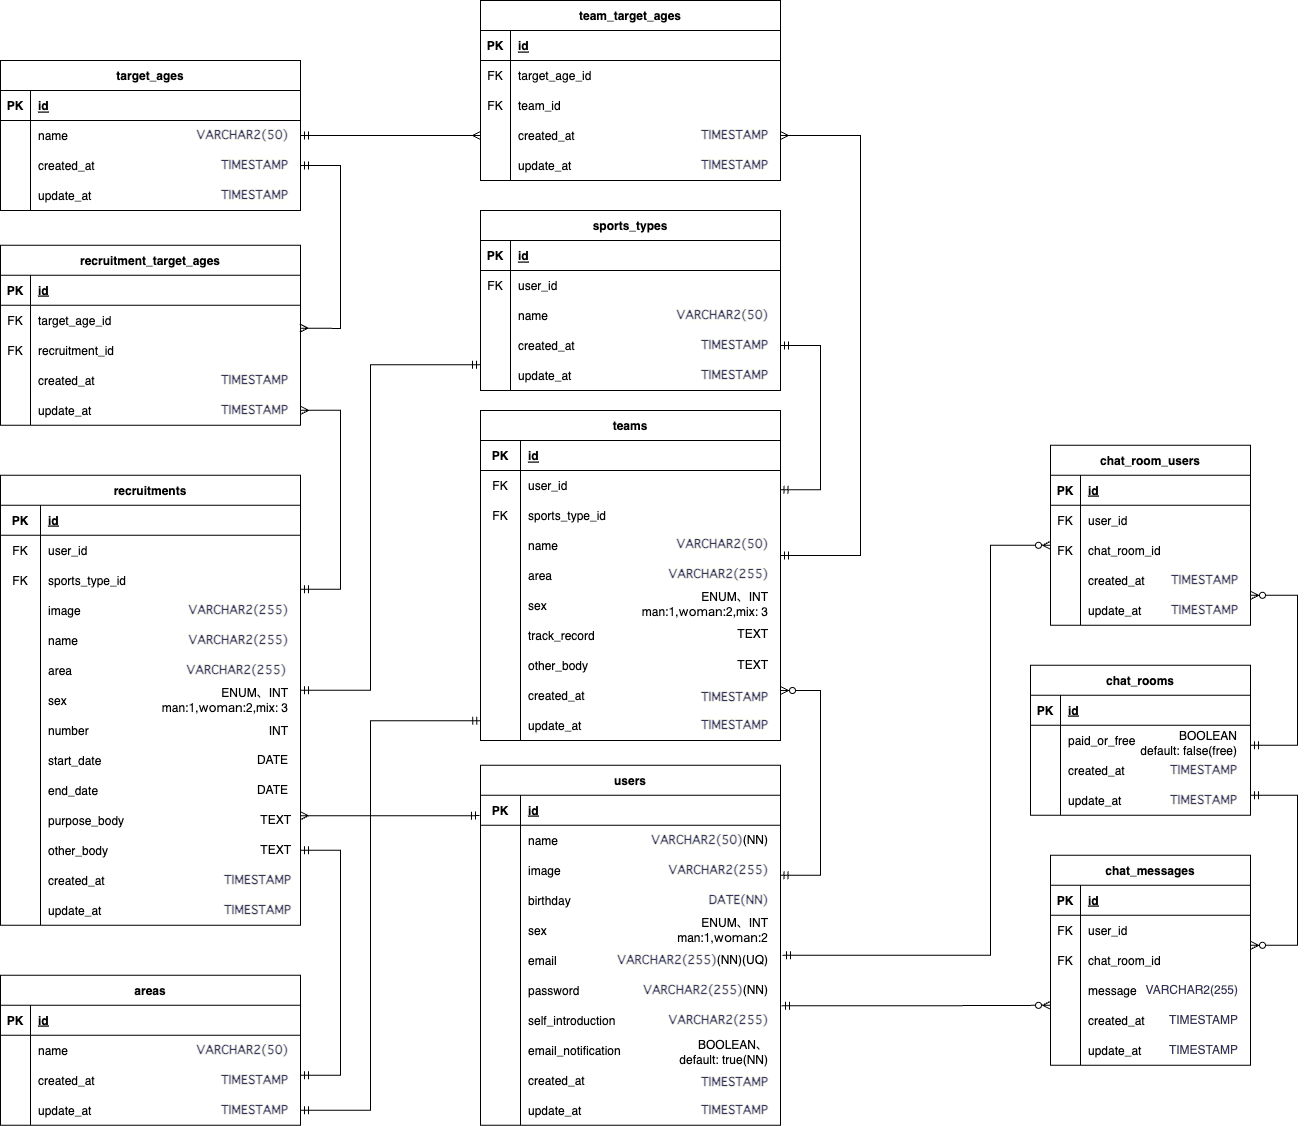 target_ages
PK id
name VARCHAR2(50)
created_at TIMESTAMP
update_at TIMESTAMP
recruitment_target_ages
PK id
FK target_age_id
FK recruitment_id
created_at TIMESTAMP
update_at TIMESTAMP
recruitments
PK id
FK user_id
FK sports_type_id
image VARCHAR2(255)
name VARCHAR2(255)
area VARCHAR2(255)
sex ENUM、INT
man:1,woman:2,mix: 3
number INT
start_date DATE
end_date DATE
purpose_body TEXT
other_body TEXT
created_at TIMESTAMP
update_at TIMESTAMP
areas
PK id
name VARCHAR2(50)
created_at TIMESTAMP
update_at TIMESTAMP
team_target_ages
PK id
FK target_age_id
FK team_id
created_at TIMESTAMP
update_at TIMESTAMP
sports_types
PK id
FK user_id
name VARCHAR2(50)
created_at TIMESTAMP
update_at TIMESTAMP
teams
PK id
FK user_id
FK sports_type_id
name VARCHAR2(50)
area VARCHAR2(255)
sex ENUM、INT
man:1,woman:2,mix: 3
track_record TEXT
other_body TEXT
created_at TIMESTAMP
update_at TIMESTAMP
users
PK id
name VARCHAR2(50)(NN)
image VARCHAR2(255)
birthday DATE(NN)
sex ENUM、INT
man:1,woman:2
email VARCHAR2(255)(NN)(UQ)
password VARCHAR2(255)(NN)
self_introduction VARCHAR2(255)
email_notification BOOLEAN、
default: true(NN)
created_at TIMESTAMP
update_at TIMESTAMP
chat_room_users
PK id
FK user_id
FK chat_room_id
created_at TIMESTAMP
update_at TIMESTAMP
chat_rooms
PK id
paid_or_free BOOLEAN
default: false(free)
created_at TIMESTAMP
update_at TIMESTAMP
chat_messages
PK id
FK user_id
FK chat_room_id
message VARCHAR2(255)
created_at TIMESTAMP
update_at TIMESTAMP